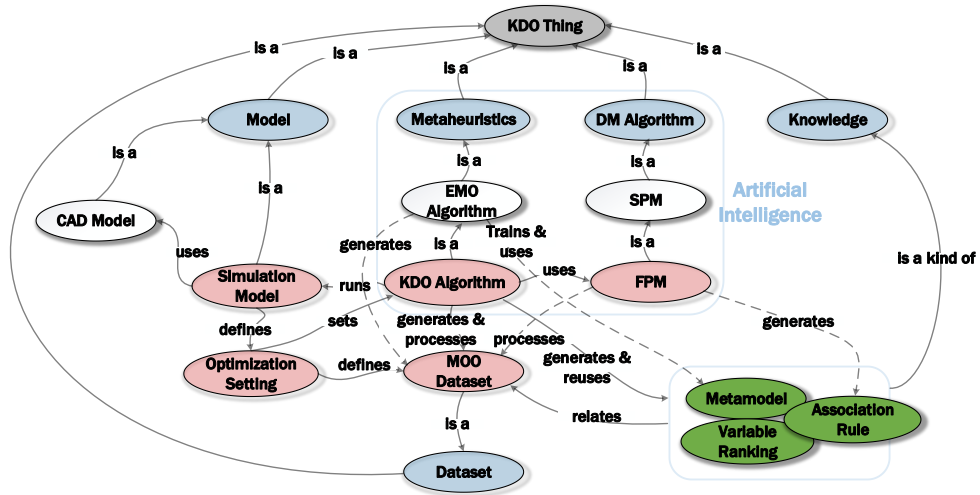 KDO Thing
is a
is a
is a
is a
is a
Model
Metaheuristics
DM Algorithm
Knowledge
is a
is a
is a
is a
CAD Model
EMO
Algorithm
SPM
Artificial
Intelligence
uses
generates
is a
Trains &
uses
is a
is a kind of
Simulation
Model
runs
KDO Algorithm
uses
FPM
defines
sets
generates &
processes
processes
generates
Optimization
Setting
defines
MOO
Dataset
generates &
reuses
Metamodel
Association
Rule
relates
Variable
Ranking
is a
Dataset